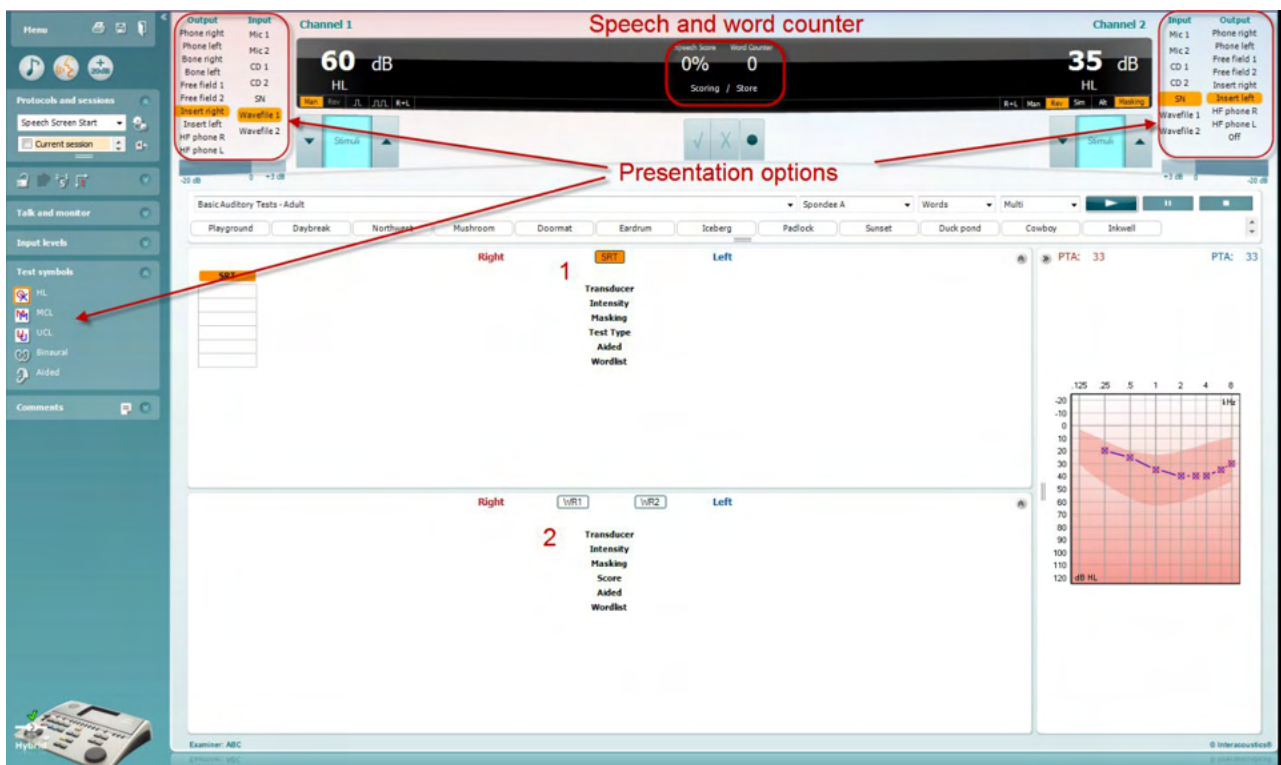 Menu
Protocols and sessions
Speech Screen Start
Current session
Talk and monitor
Input levels
Test symbols
HL
MCL
UCL
Binaural
Aided
Comments
Hybrid
Output Input
Phone right Mic 1
Phone left Mic 2
Bone right CD 1
Bone left CD 2
Free field 1 SN
Free field 2 Wavefile 1
Insert right Wavefile 2
Insert left
HF phone R
HF phone L
Channel 1
Speech and word counter
Channel 2
Input Output
Mic 1 Phone right
Mic 2 Phone left
CD 1 Free field 1
CD 2 Free field 2
SN Insert right
Wavefile 1 Insert left
Wavefile 2 HF phone R
HF phone L
Off
60 dB
HL
Speech Score Word Counter
0% 0
Scoring / Store
35 dB
HL
Man Rev R+L
R+L Man Rev Sim Alt Masking
Stimuli
Stimuli
Presentation options
-20 dB 0 +3 dB
+3 dB 0 -20 dB
Basic Auditory Tests - Adult Spondee A Words Multi
Playground Daybreak Northwest Mushroom Doormat Eardrum Iceberg Padlock Sunset Duck pond Cowboy Inkwell
Right SRT Left
SRT
1
Transducer
Intensity
Masking
Test Type
Aided
Wordlist
PTA: 33 PTA: 33
.125 .25 .5 1 2 4 8
kHz
-20
-10
0
10
20
30
40
50
60
70
80
90
100
110
120 dB HL
Right WR1 WR2 Left
2
Transducer
Intensity
Masking
Score
Aided
Wordlist
Examiner: ABC
© Interacoustics®